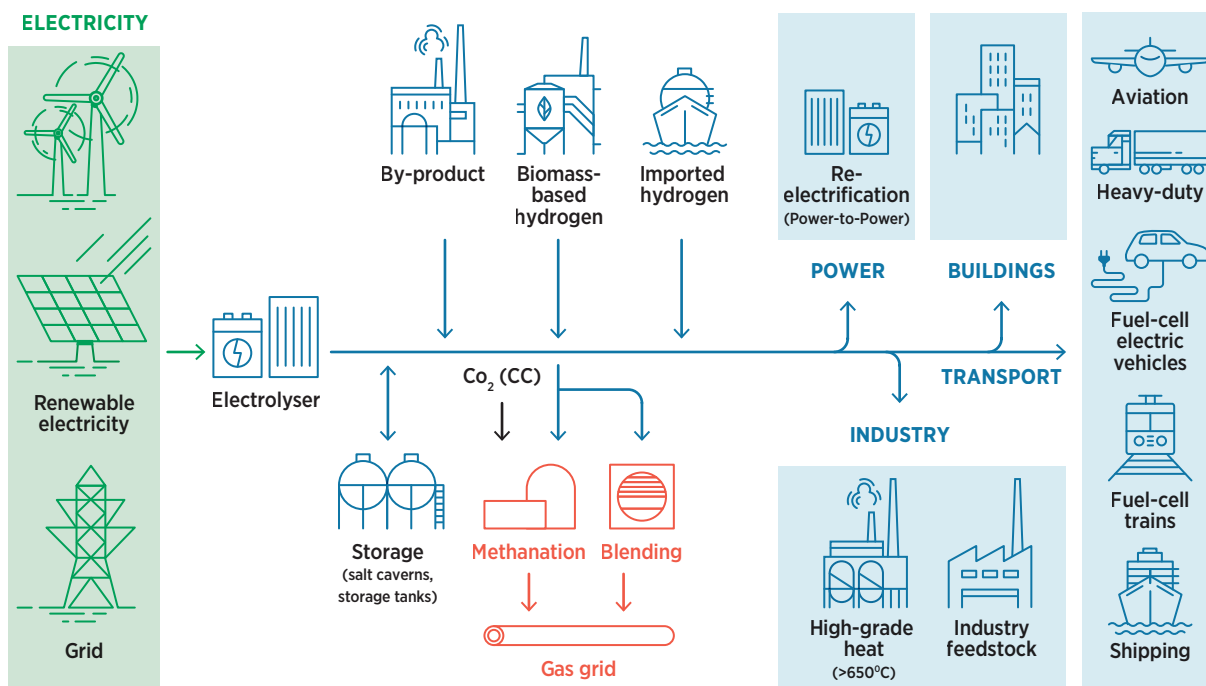 ELECTRICITY
Renewable
electricity
Grid
Electrolyser
By-product
Biomass-
based
hydrogen
Imported
hydrogen
Co₂ (CC)
Storage
(salt caverns,
storage tanks)
Methanation
Blending
Gas grid
Re-
electrification
(Power-to-Power)
POWER
BUILDINGS
TRANSPORT
INDUSTRY
High-grade
heat
(>650ºC)
Industry
feedstock
Aviation
Heavy-duty
Fuel-cell
electric
vehicles
Fuel-cell
trains
Shipping